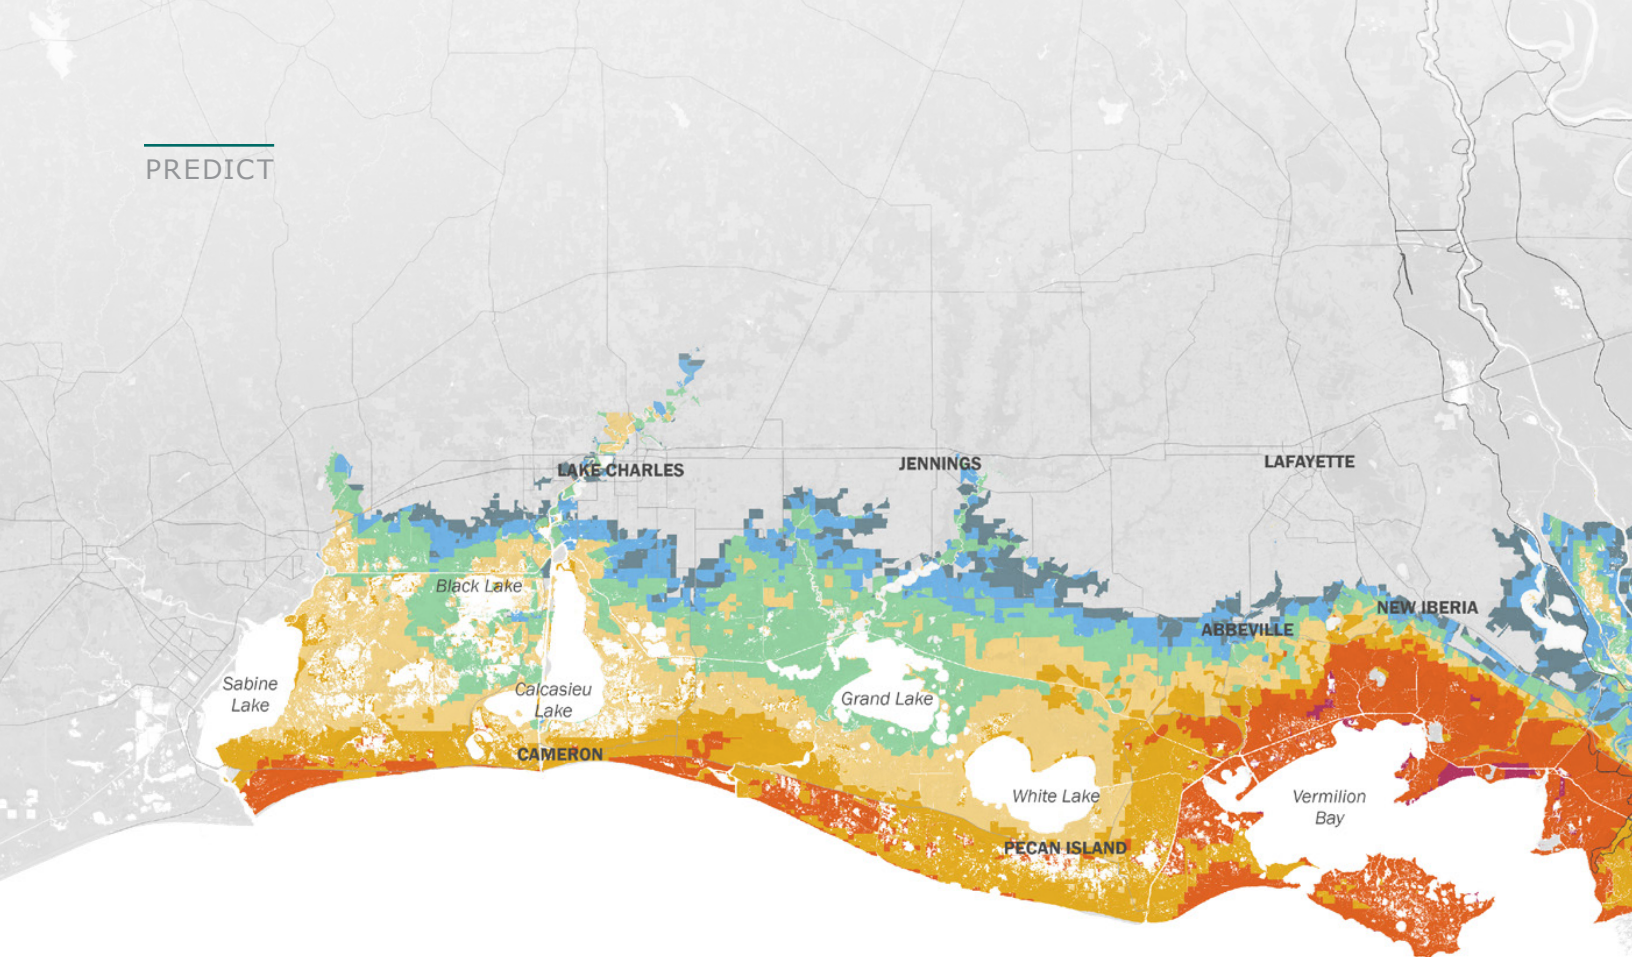 PREDICT
LAKE CHARLES
JENNINGS
LAFAYETTE
Black Lake
NEW IBERIA
ABBEVILLE
Sabine
Lake
Calcasieu
Lake
Grand Lake
CAMERON
White Lake
Vermilion
Bay
PECAN ISLAND